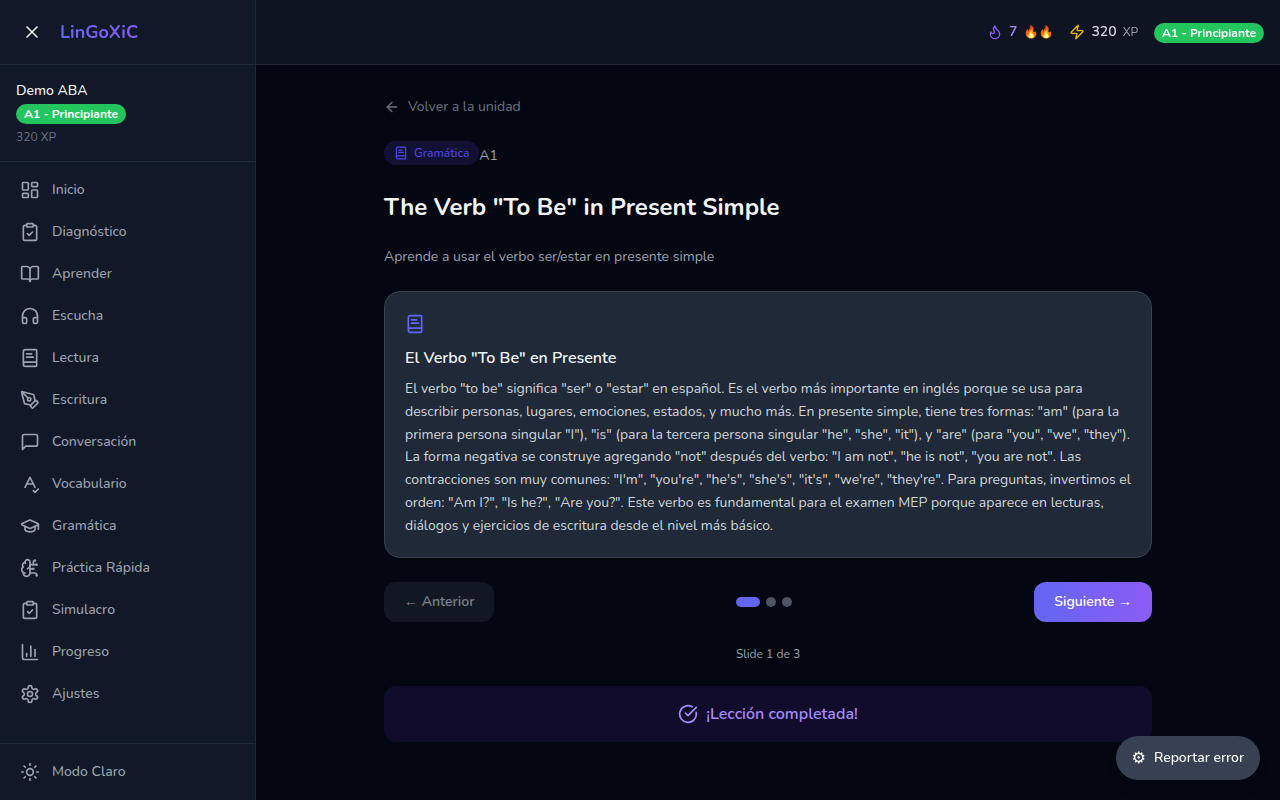 LinGoXiC
7 🔥🔥
320 XP
A1 - Principiante
Demo ABA
A1 - Principiante
320 XP
Inicio
Diagnóstico
Aprender
Escucha
Lectura
Escritura
Conversación
Vocabulario
Gramática
Práctica Rápida
Simulacro
Progreso
Ajustes
Modo Claro
Volver a la unidad
Gramática A1
The Verb "To Be" in Present Simple
Aprende a usar el verbo ser/estar en presente simple
El Verbo "To Be" en Presente
El verbo "to be" significa "ser" o "estar" en español. Es el verbo más importante en inglés porque se usa para
describir personas, lugares, emociones, estados, y mucho más. En presente simple, tiene tres formas: "am" (para la
primera persona singular "I"), "is" (para la tercera persona singular "he", "she", "it"), y "are" (para "you", "we", "they").
La forma negativa se construye agregando "not" después del verbo: "I am not", "he is not", "you are not". Las
contracciones son muy comunes: "I'm", "you're", "he's", "she's", "it's", "we're", "they're". Para preguntas, invertimos el
orden: "Am I?", "Is he?", "Are you?". Este verbo es fundamental para el examen MEP porque aparece en lecturas,
diálogos y ejercicios de escritura desde el nivel más básico.
← Anterior
Siguiente →
Slide 1 de 3
¡Lección completada!
⚙ Reportar error